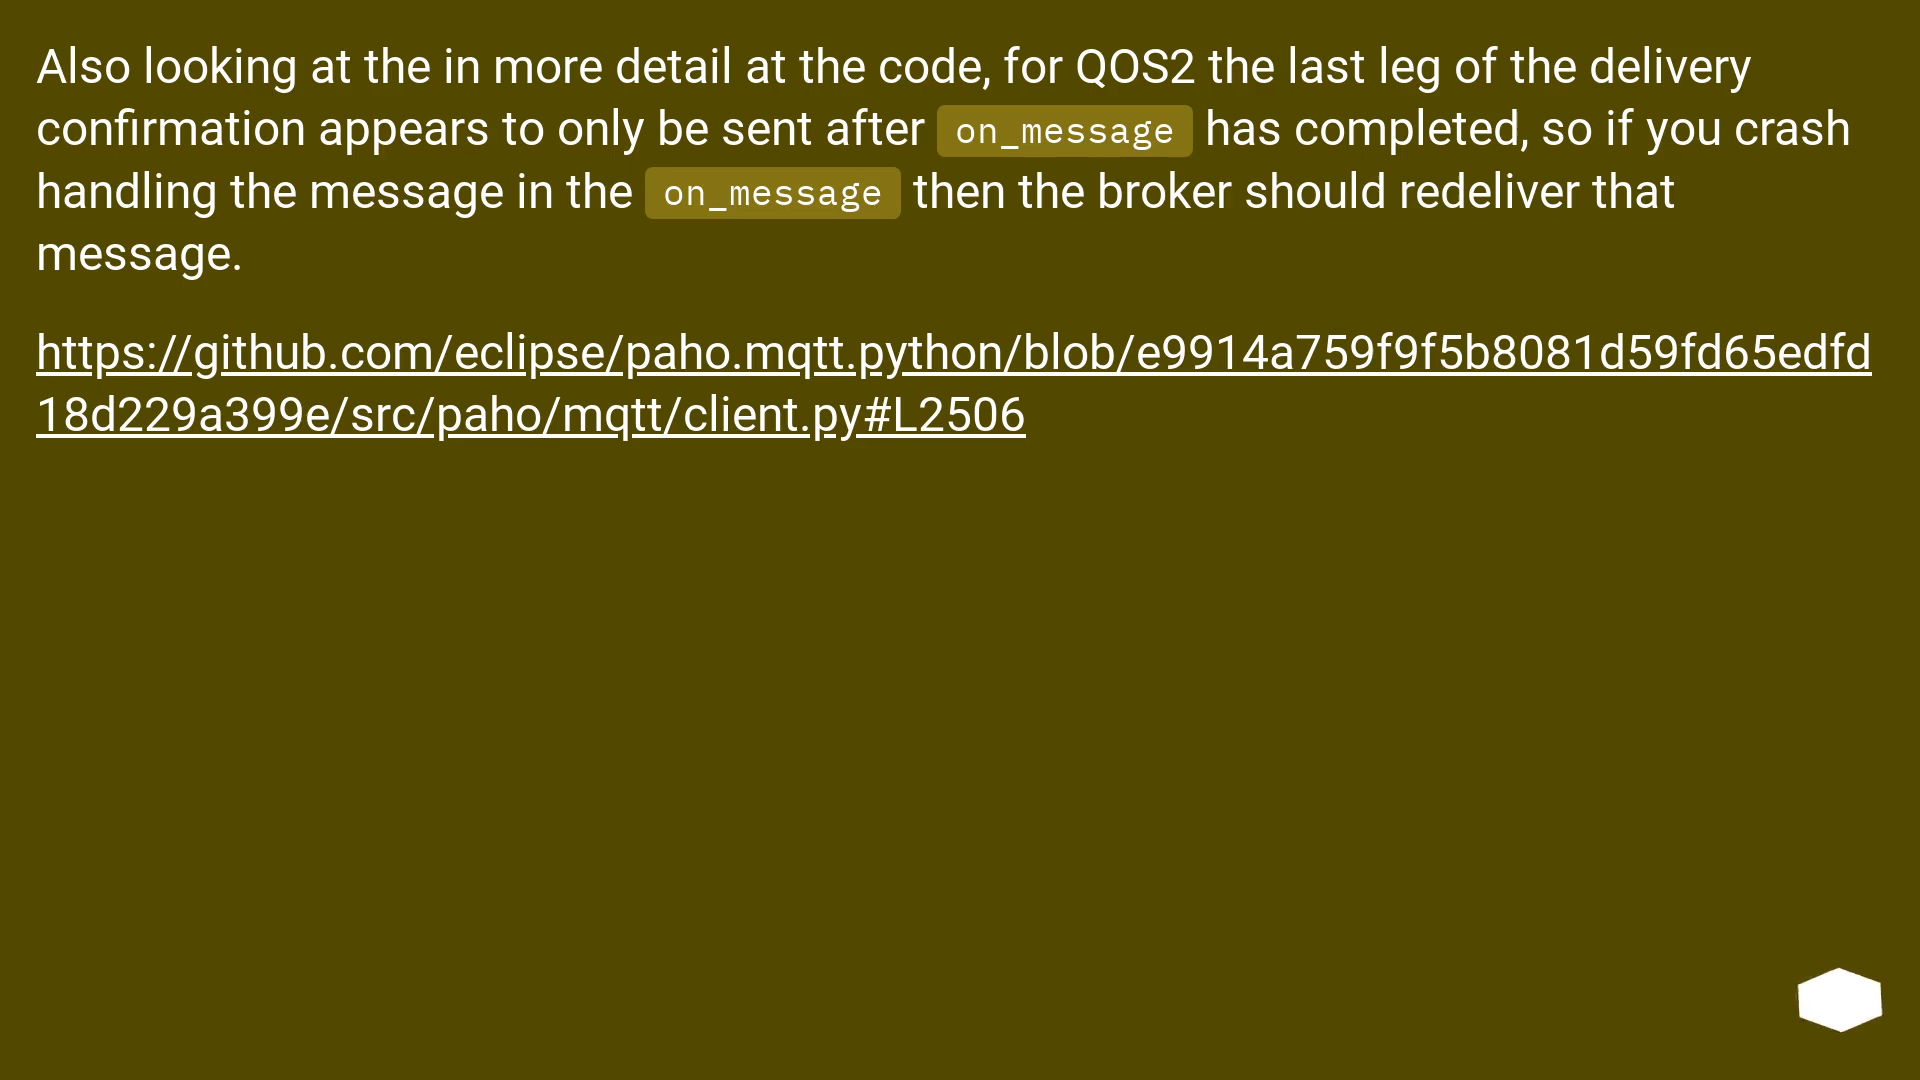 Also looking at the in more detail at the code, for QOS2 the last leg of the delivery
confirmation appears to only be sent after on_message has completed, so if you crash
handling the message in the on_message then the broker should redeliver that
message.
https://github.com/eclipse/paho.mqtt.python/blob/e9914a759f9f5b8081d59fd65edfd
18d229a399e/src/paho/mqtt/client.py#L2506